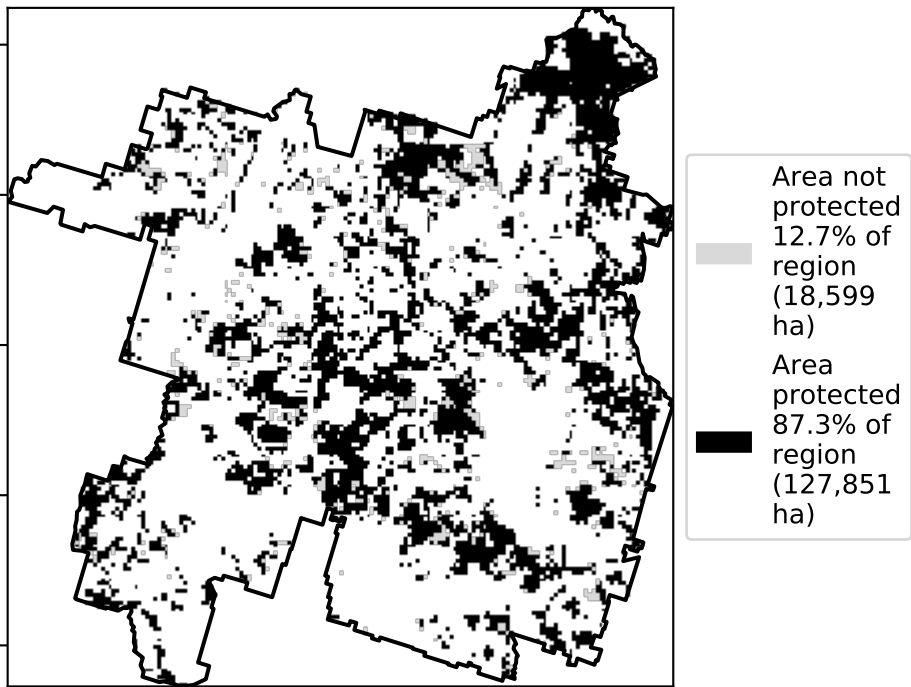 Area not
protected
12.7% of
region
(18,599
ha)
Area
protected
87.3% of
region
(127,851
ha)